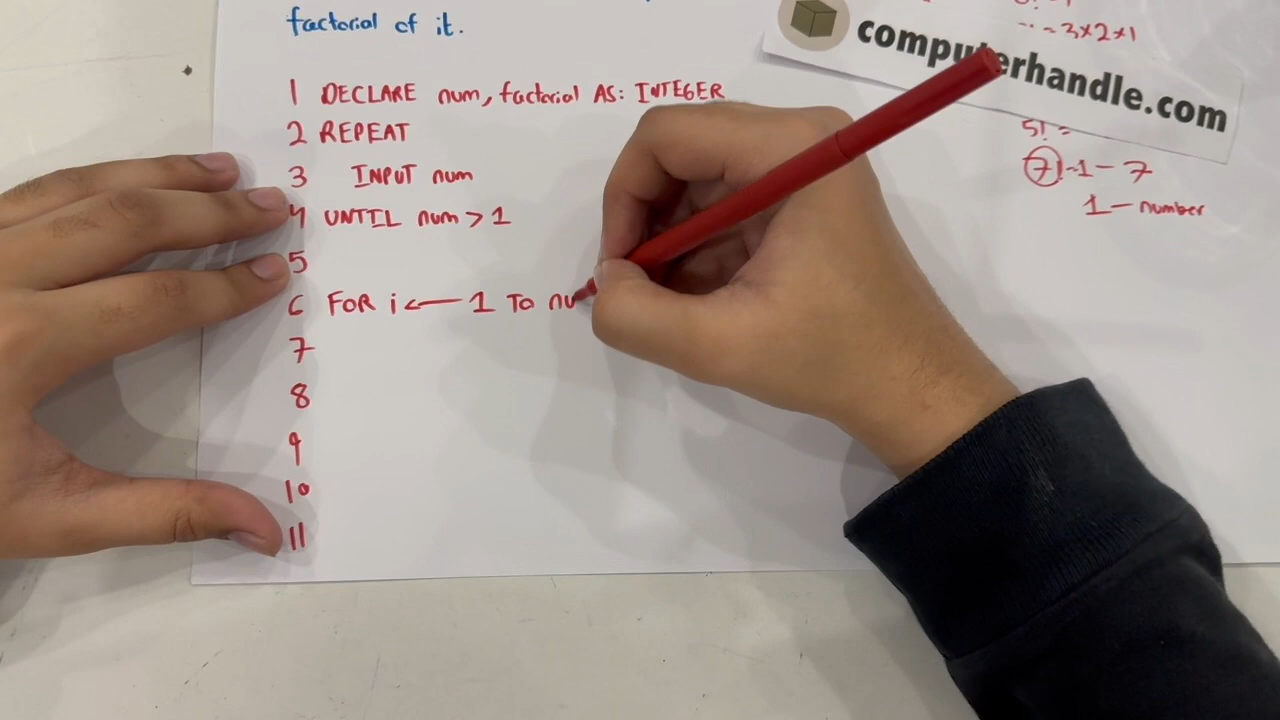 factorial of it.
1 DECLARE num, factorial AS: INTEGER
2 REPEAT
3 INPUT num
4 UNTIL num > 1
5
6 FOR i ← 1 TO nu
7
8
9
10
11
= 3×2×1
computerhandle.com
5! =
7! - 1 - 7
1 - number